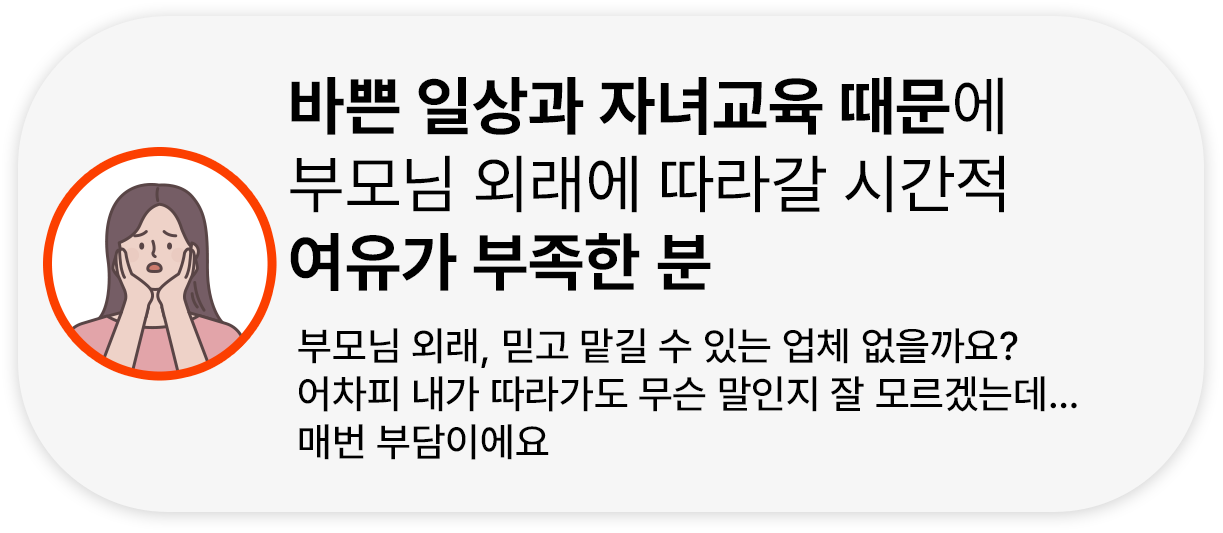 바쁜 일상과 자녀교육 때문에
부모님 외래에 따라갈 시간적
여유가 부족한 분
부모님 외래, 믿고 맡길 수 있는 업체 없을까요?
어차피 내가 따라가도 무슨 말인지 잘 모르겠는데...
매번 부담이에요